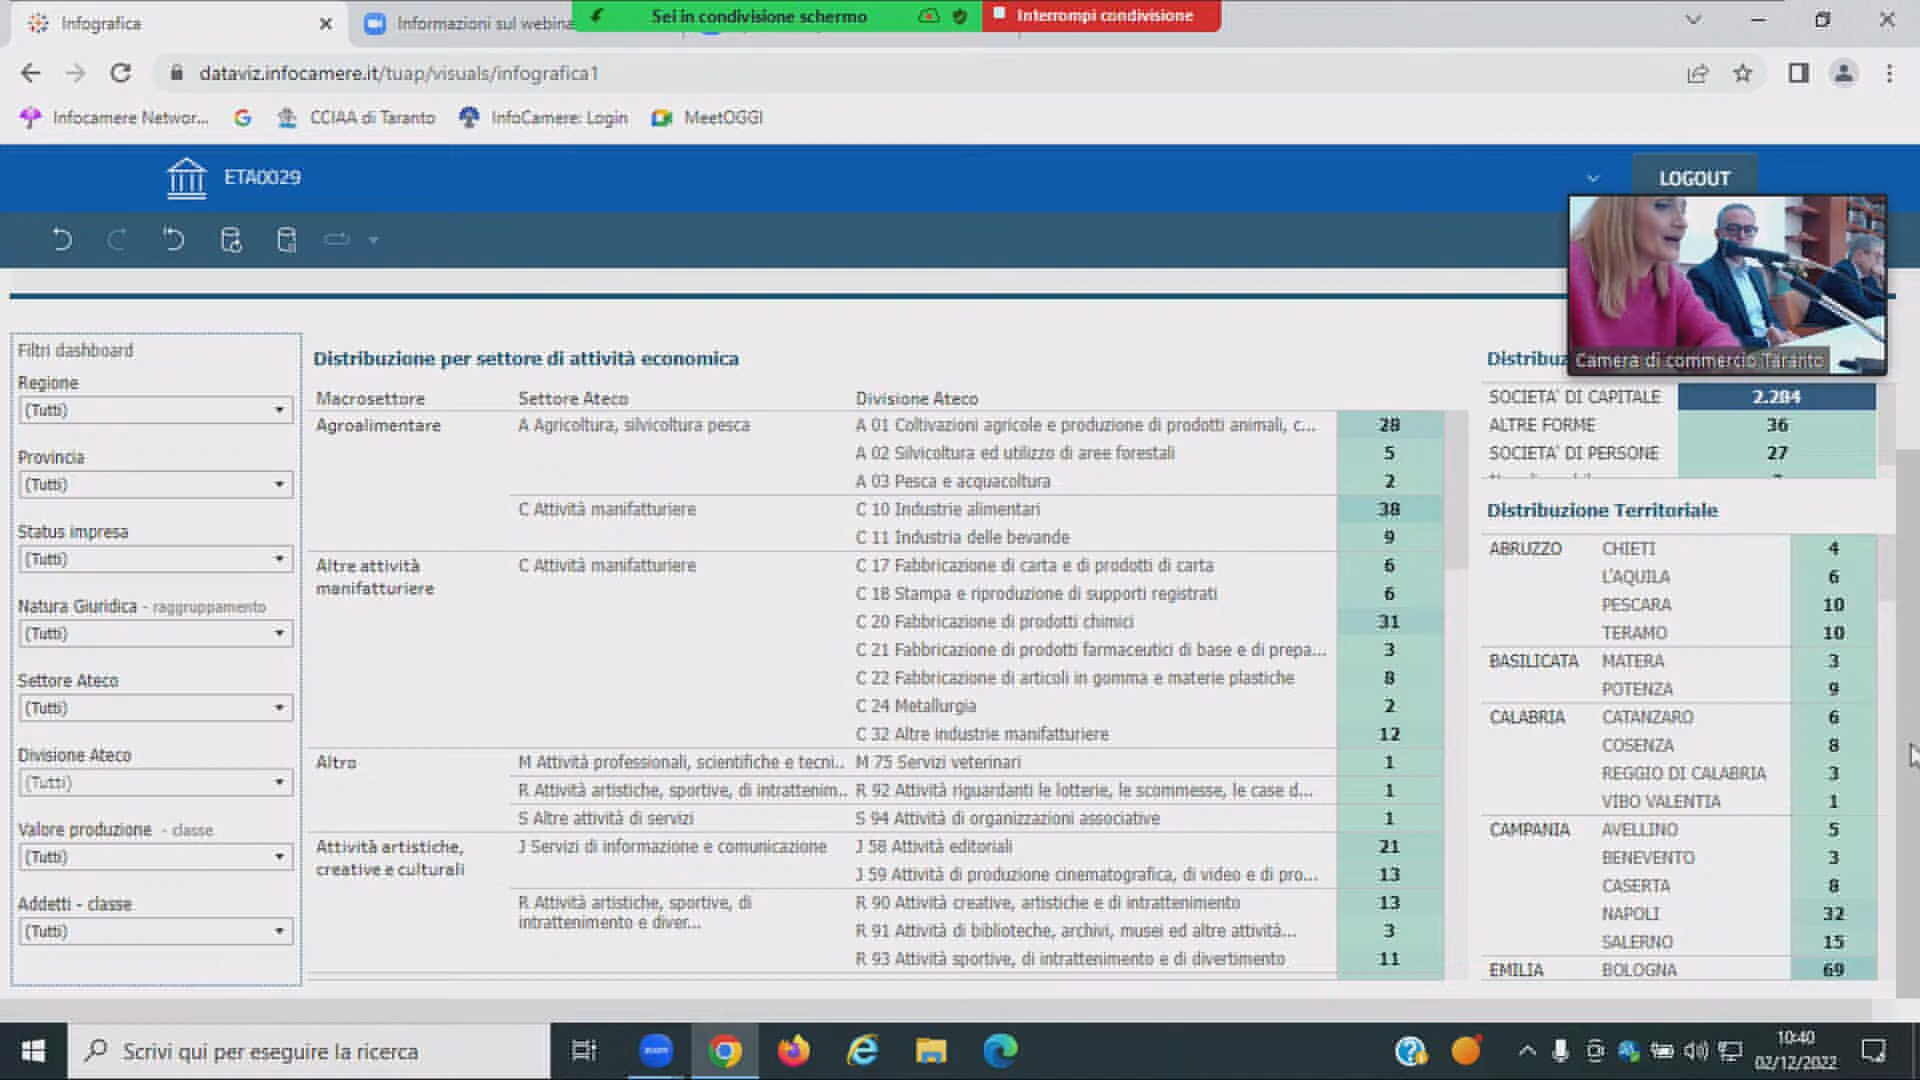 Infografica
Informazioni sul webina
Sei in condivisione schermo
Interrompi condivisione
dataviz.infocamere.it/tuap/visuals/infografica1
Infocamere Networ...
CCIAA di Taranto
InfoCamere: Login
MeetOGGI
ETA0029
LOGOUT
Camera di commercio Taranto
Filtri dashboard
Regione
(Tutti)
Provincia
(Tutti)
Status impresa
(Tutti)
Natura Giuridica - raggruppamento
(Tutti)
Settore Ateco
(Tutti)
Divisione Ateco
(Tutti)
Valore produzione - classe
(Tutti)
Addetti - classe
(Tutti)
Distribuzione per settore di attività economica
Macrosettore Settore Ateco Divisione Ateco
Agroalimentare A Agricoltura, silvicoltura pesca A 01 Coltivazioni agricole e produzione di prodotti animali, c... 28
A 02 Silvicoltura ed utilizzo di aree forestali 5
A 03 Pesca e acquacoltura 2
C Attività manifatturiere C 10 Industrie alimentari 38
C 11 Industria delle bevande 9
Altre attività manifatturiere C Attività manifatturiere C 17 Fabbricazione di carta e di prodotti di carta 6
C 18 Stampa e riproduzione di supporti registrati 6
C 20 Fabbricazione di prodotti chimici 31
C 21 Fabbricazione di prodotti farmaceutici di base e di prepa... 3
C 22 Fabbricazione di articoli in gomma e materie plastiche 8
C 24 Metallurgia 2
C 32 Altre industrie manifatturiere 12
Altro M Attività professionali, scientifiche e tecni.. M 75 Servizi veterinari 1
R Attività artistiche, sportive, di intrattenim.. R 92 Attività riguardanti le lotterie, le scommesse, le case d... 1
S Altre attività di servizi S 94 Attività di organizzazioni associative 1
Attività artistiche, creative e culturali J Servizi di informazione e comunicazione J 58 Attività editoriali 21
J 59 Attività di produzione cinematografica, di video e di pro... 13
R Attività artistiche, sportive, di intrattenimento e diver... R 90 Attività creative, artistiche e di intrattenimento 13
R 91 Attività di biblioteche, archivi, musei ed altre attività... 3
R 93 Attività sportive, di intrattenimento e di divertimento 11
Distribuz
SOCIETA' DI CAPITALE 2.284
ALTRE FORME 36
SOCIETA' DI PERSONE 27
Distribuzione Territoriale
ABRUZZO CHIETI 4
L'AQUILA 6
PESCARA 10
TERAMO 10
BASILICATA MATERA 3
POTENZA 9
CALABRIA CATANZARO 6
COSENZA 8
REGGIO DI CALABRIA 3
VIBO VALENTIA 1
CAMPANIA AVELLINO 5
BENEVENTO 3
CASERTA 8
NAPOLI 32
SALERNO 15
EMILIA BOLOGNA 69
Scrivi qui per eseguire la ricerca
zoom
10:40
02/12/2022